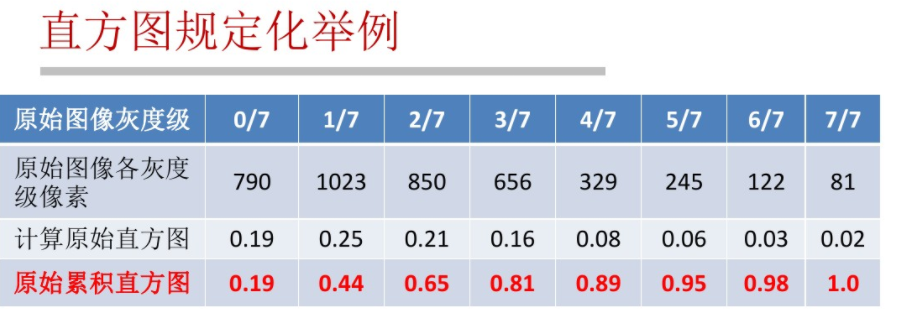 直方图规定化举例
原始图像灰度级 0/7 1/7 2/7 3/7 4/7 5/7 6/7 7/7
原始图像各灰度
级像素 790 1023 850 656 329 245 122 81
计算原始直方图 0.19 0.25 0.21 0.16 0.08 0.06 0.03 0.02
原始累积直方图 0.19 0.44 0.65 0.81 0.89 0.95 0.98 1.0